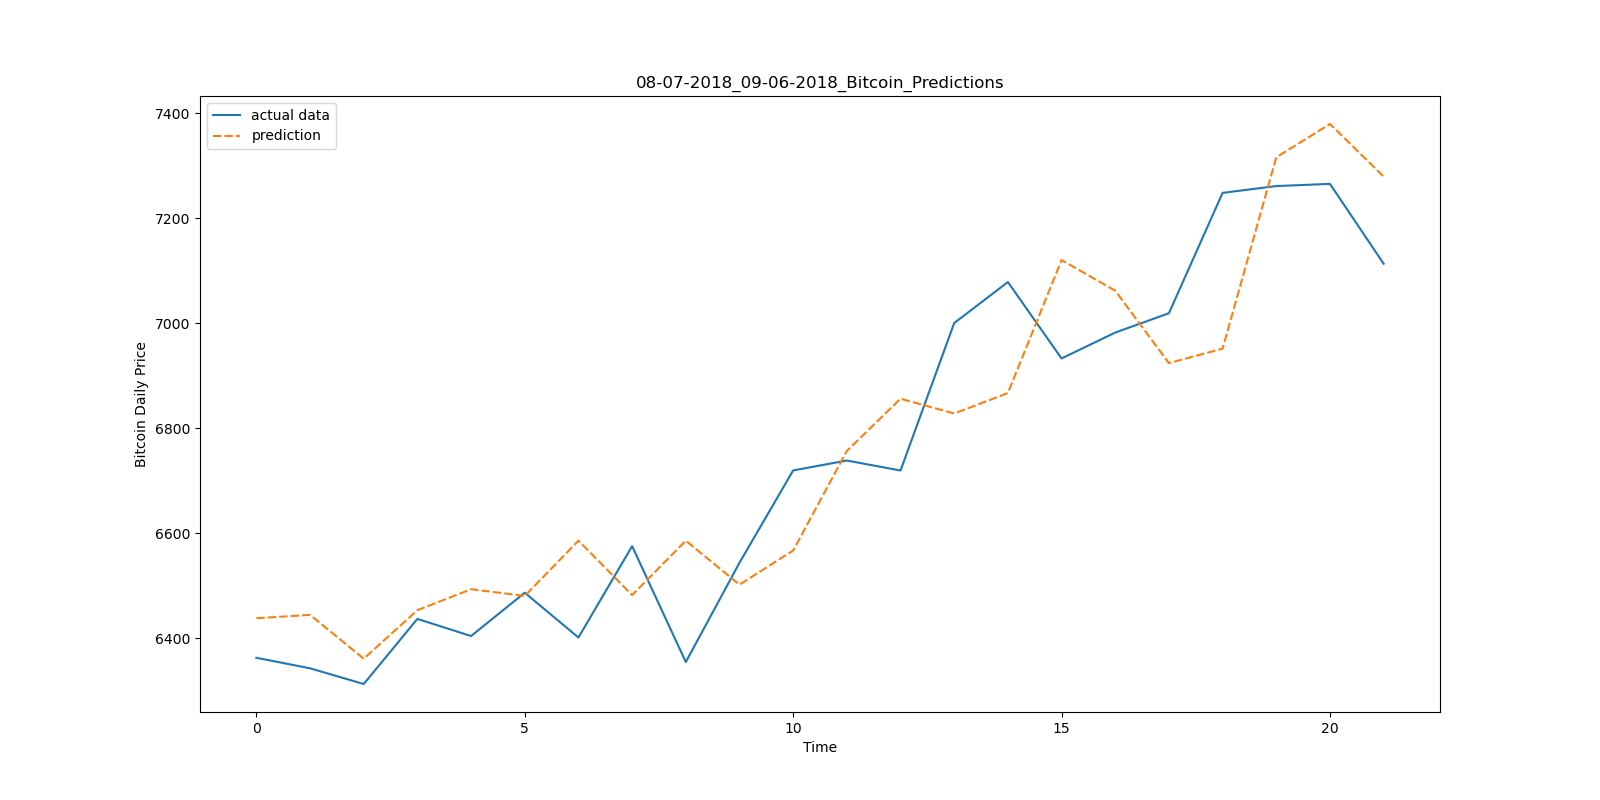 08-07-2018_09-06-2018_Bitcoin_Predictions
actual data
prediction
7400
7200
7000
6800
6600
6400
Bitcoin Daily Price
0 5 10 15 20
Time